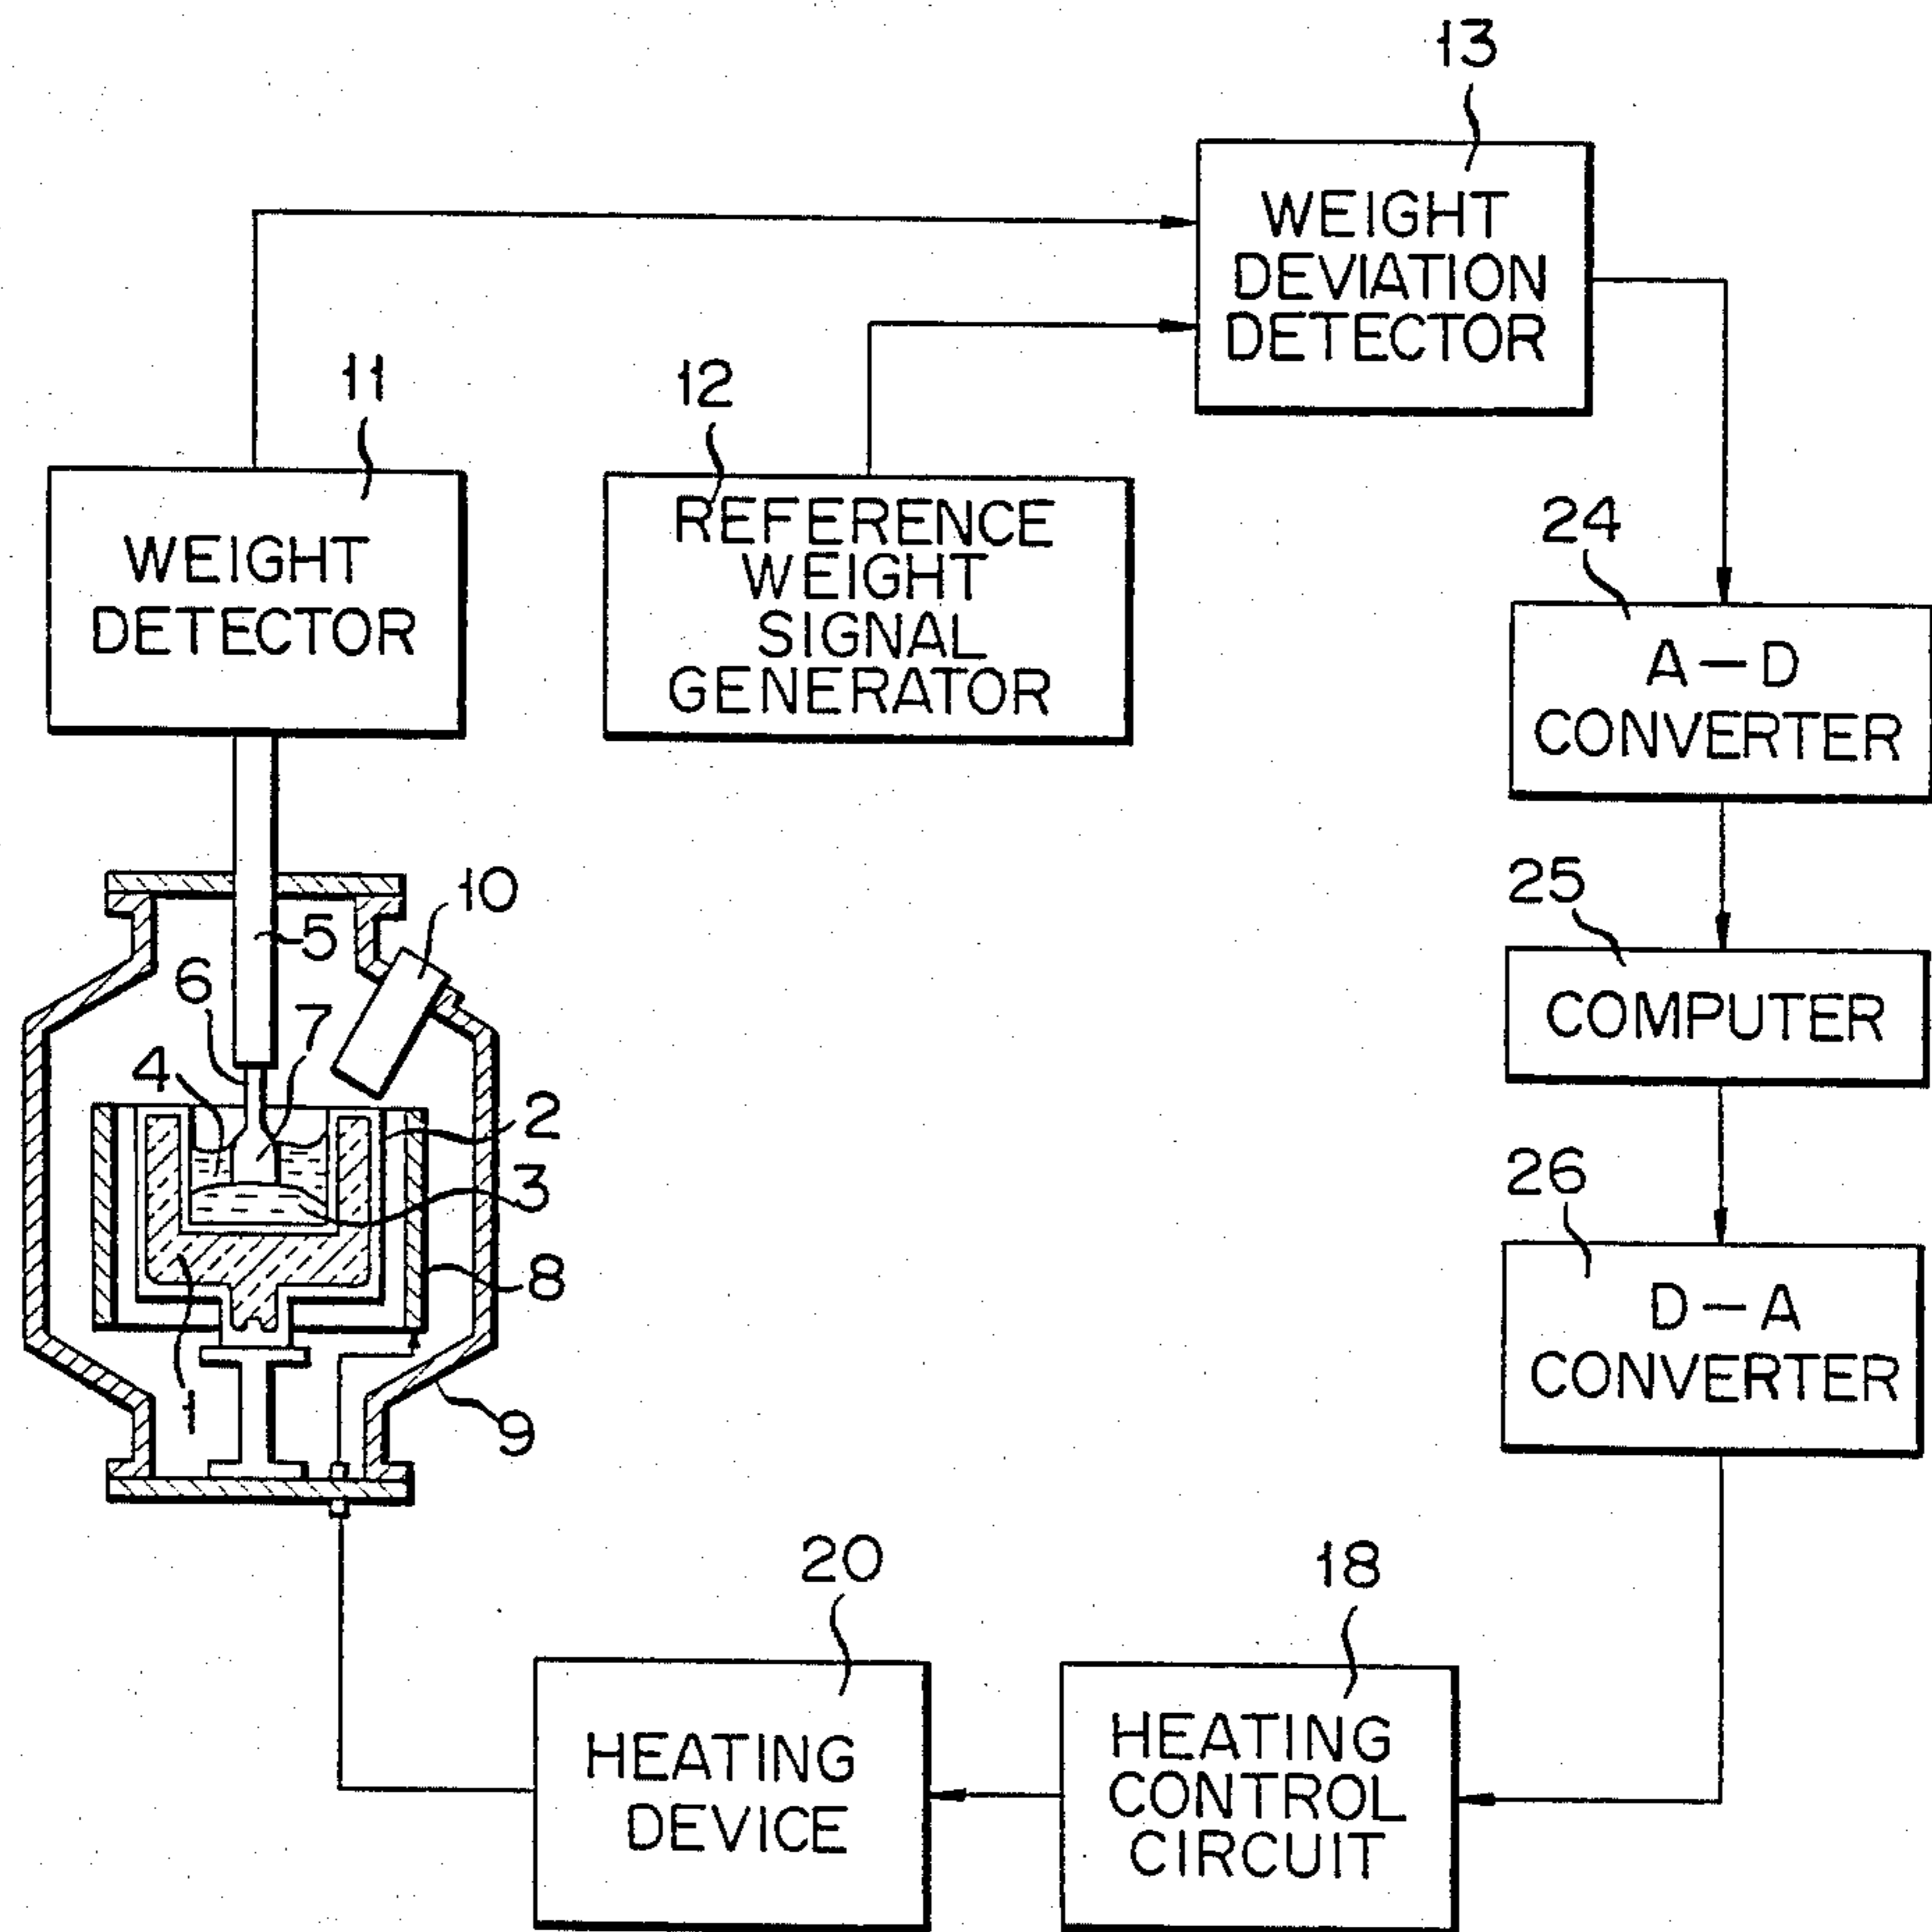 13
WEIGHT
DEVIATION
DETECTOR
11
12
WEIGHT
DETECTOR
REFERENCE
WEIGHT
SIGNAL
GENERATOR
24
A-D
CONVERTER
10
5
6
7
4
25
COMPUTER
2
3
8
1
9
26
D-A
CONVERTER
20
HEATING
DEVICE
18
HEATING
CONTROL
CIRCUIT